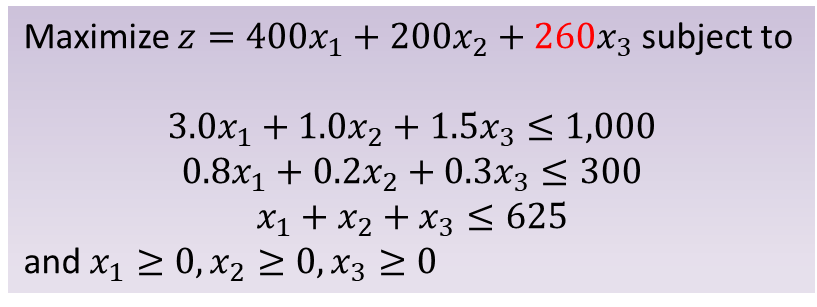 Maximize z = 400x₁ + 200x₂ + 260x₃ subject to
3.0x₁ + 1.0x₂ + 1.5x₃ ≤ 1,000
0.8x₁ + 0.2x₂ + 0.3x₃ ≤ 300
x₁ + x₂ + x₃ ≤ 625
and x₁ ≥ 0, x₂ ≥ 0, x₃ ≥ 0